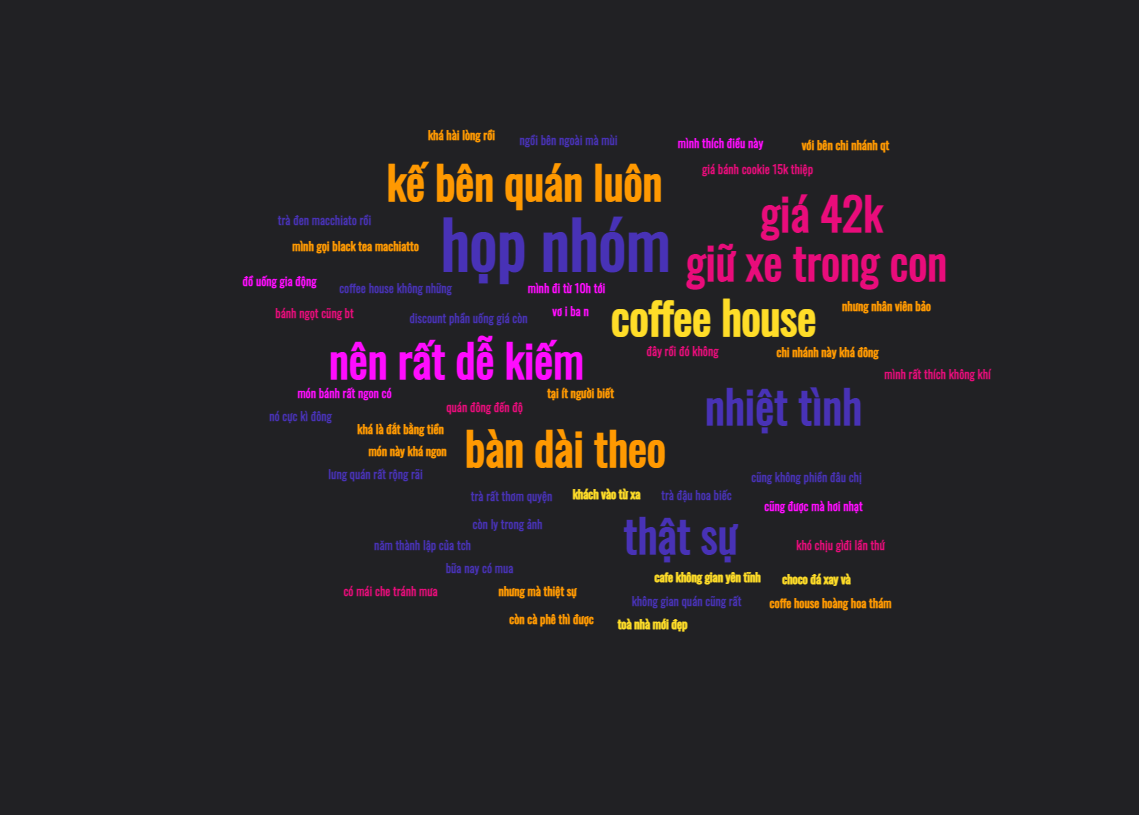 khá hài lòng rồi
ngồi bên ngoài mà mùi
mình thích điều này
với bên chi nhánh qt
giá bánh cookie 15k thiệp
kế bên quán luôn
giá 42k
trà đen macchiato rồi
họp nhóm
mình gọi black tea machiatto
giữ xe trong con
đồ uống gia động
coffee house không những
mình đi từ 10h tới
bánh ngọt cũng bt
discount phần uống giá còn
vơ i ba n
coffee house
nhưng nhân viên bảo
nên rất dễ kiếm
đây rồi đó không
chi nhánh này khá đông
mình rất thích không khí
món bánh rất ngon có
tại ít người biết
nhiệt tình
nó cực kì đông
quán đông đến độ
khá là đắt bằng tiền
món này khá ngon
bàn dài theo
lưng quán rất rộng rãi
cũng không phiền đâu chị
trà rất thơm quyện
khách vào từ xa
trà đậu hoa biếc
cũng được mà hơi nhạt
còn ly trong ảnh
thật sự
năm thành lập của tch
khó chịu giđi lần thứ
bữa nay có mua
cafe không gian yên tĩnh
choco đá xay và
có mái che tránh mưa
nhưng mà thiệt sự
không gian quán cũng rất
coffe house hoàng hoa thám
còn cà phê thì được
toà nhà mới đẹp